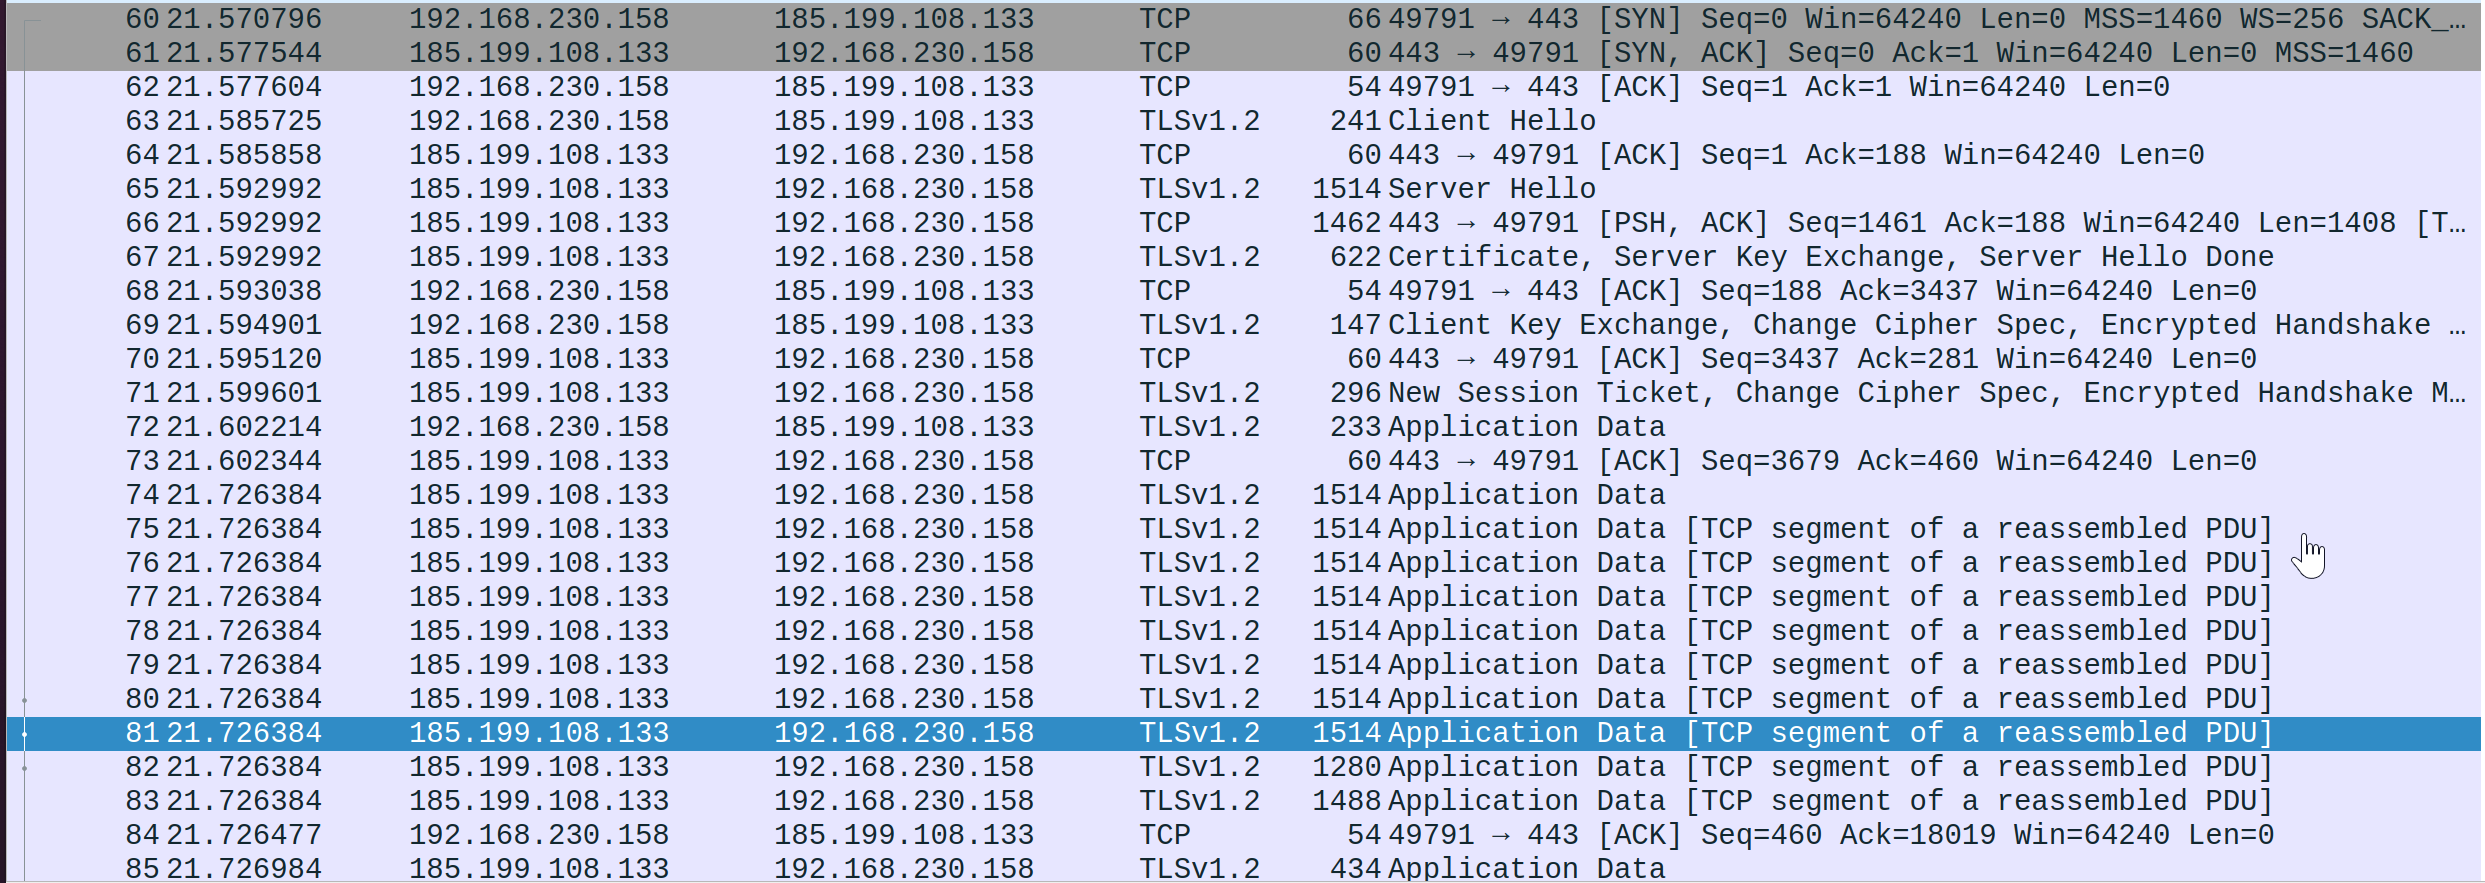 60 21.570796 192.168.230.158 185.199.108.133 TCP 66 49791 → 443 [SYN] Seq=0 Win=64240 Len=0 MSS=1460 WS=256 SACK_…
61 21.577544 185.199.108.133 192.168.230.158 TCP 60 443 → 49791 [SYN, ACK] Seq=0 Ack=1 Win=64240 Len=0 MSS=1460
62 21.577604 192.168.230.158 185.199.108.133 TCP 54 49791 → 443 [ACK] Seq=1 Ack=1 Win=64240 Len=0
63 21.585725 192.168.230.158 185.199.108.133 TLSv1.2 241 Client Hello
64 21.585858 185.199.108.133 192.168.230.158 TCP 60 443 → 49791 [ACK] Seq=1 Ack=188 Win=64240 Len=0
65 21.592992 185.199.108.133 192.168.230.158 TLSv1.2 1514 Server Hello
66 21.592992 185.199.108.133 192.168.230.158 TCP 1462 443 → 49791 [PSH, ACK] Seq=1461 Ack=188 Win=64240 Len=1408 [T…
67 21.592992 185.199.108.133 192.168.230.158 TLSv1.2 622 Certificate, Server Key Exchange, Server Hello Done
68 21.593038 192.168.230.158 185.199.108.133 TCP 54 49791 → 443 [ACK] Seq=188 Ack=3437 Win=64240 Len=0
69 21.594901 192.168.230.158 185.199.108.133 TLSv1.2 147 Client Key Exchange, Change Cipher Spec, Encrypted Handshake …
70 21.595120 185.199.108.133 192.168.230.158 TCP 60 443 → 49791 [ACK] Seq=3437 Ack=281 Win=64240 Len=0
71 21.599601 185.199.108.133 192.168.230.158 TLSv1.2 296 New Session Ticket, Change Cipher Spec, Encrypted Handshake M…
72 21.602214 192.168.230.158 185.199.108.133 TLSv1.2 233 Application Data
73 21.602344 185.199.108.133 192.168.230.158 TCP 60 443 → 49791 [ACK] Seq=3679 Ack=460 Win=64240 Len=0
74 21.726384 185.199.108.133 192.168.230.158 TLSv1.2 1514 Application Data
75 21.726384 185.199.108.133 192.168.230.158 TLSv1.2 1514 Application Data [TCP segment of a reassembled PDU]
76 21.726384 185.199.108.133 192.168.230.158 TLSv1.2 1514 Application Data [TCP segment of a reassembled PDU]
77 21.726384 185.199.108.133 192.168.230.158 TLSv1.2 1514 Application Data [TCP segment of a reassembled PDU]
78 21.726384 185.199.108.133 192.168.230.158 TLSv1.2 1514 Application Data [TCP segment of a reassembled PDU]
79 21.726384 185.199.108.133 192.168.230.158 TLSv1.2 1514 Application Data [TCP segment of a reassembled PDU]
80 21.726384 185.199.108.133 192.168.230.158 TLSv1.2 1514 Application Data [TCP segment of a reassembled PDU]
81 21.726384 185.199.108.133 192.168.230.158 TLSv1.2 1514 Application Data [TCP segment of a reassembled PDU]
82 21.726384 185.199.108.133 192.168.230.158 TLSv1.2 1280 Application Data [TCP segment of a reassembled PDU]
83 21.726384 185.199.108.133 192.168.230.158 TLSv1.2 1488 Application Data [TCP segment of a reassembled PDU]
84 21.726477 192.168.230.158 185.199.108.133 TCP 54 49791 → 443 [ACK] Seq=460 Ack=18019 Win=64240 Len=0
85 21.726984 185.199.108.133 192.168.230.158 TLSv1.2 434 Application Data